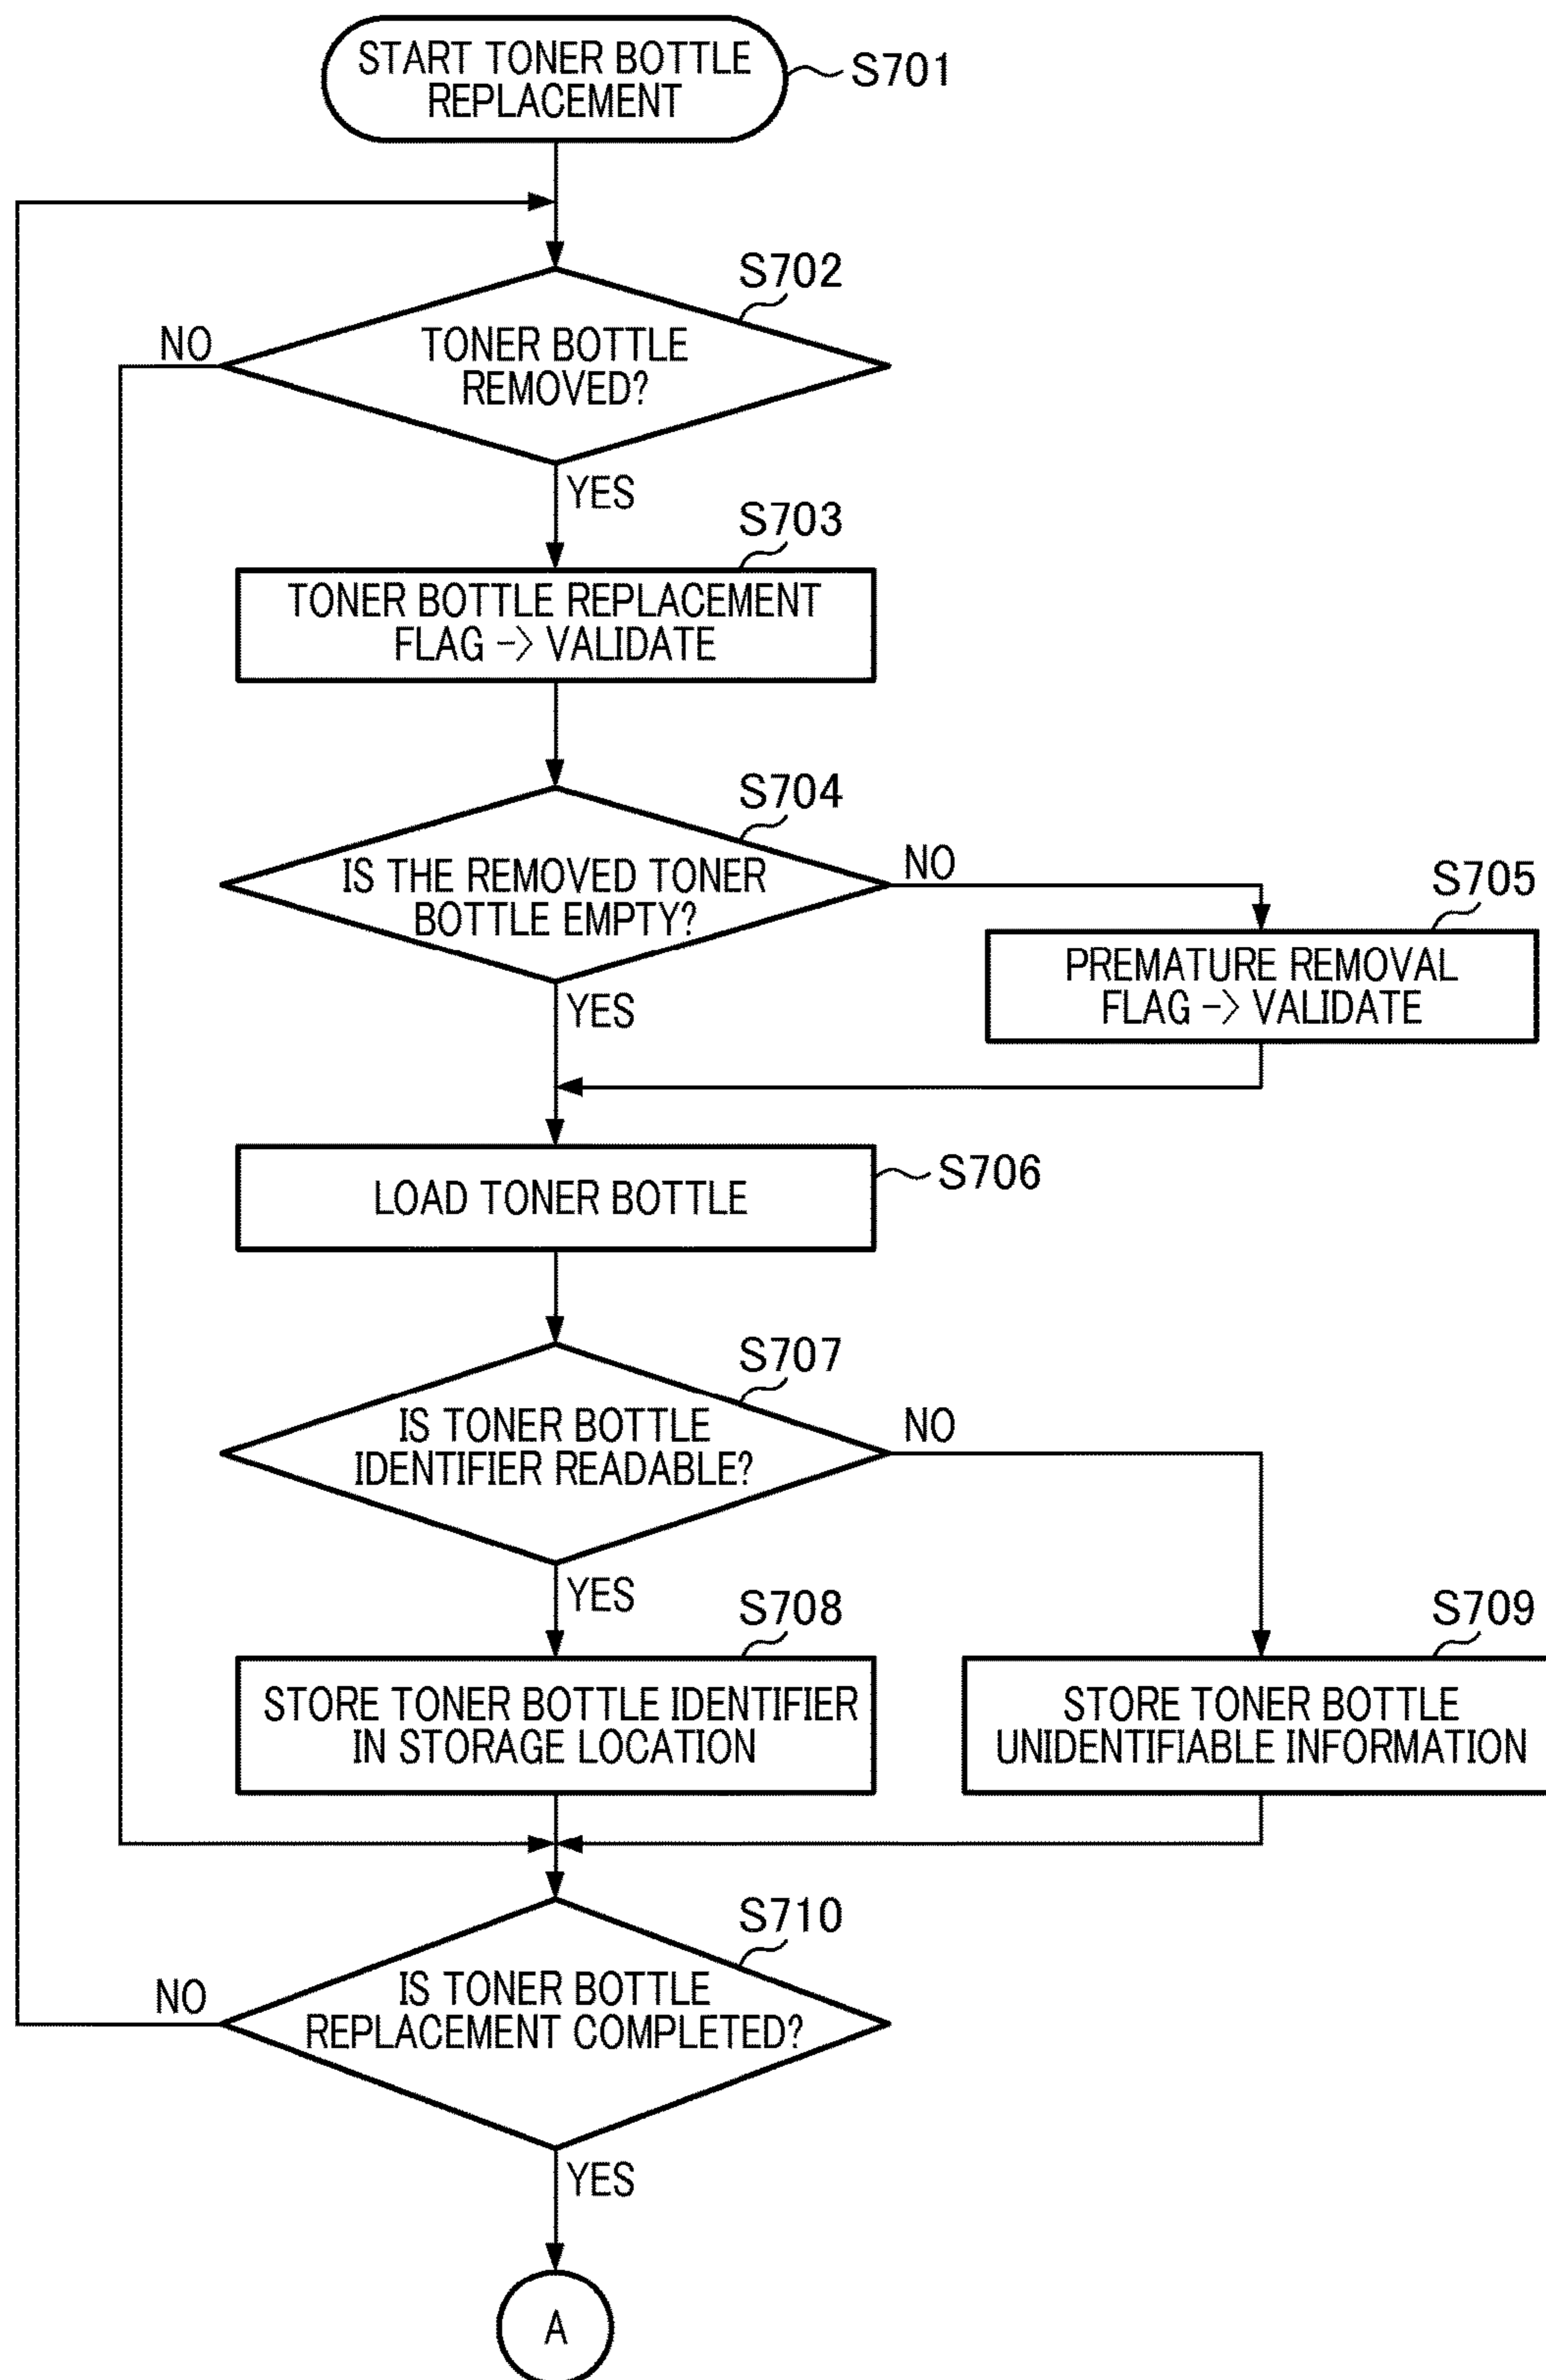 START TONER BOTTLE
REPLACEMENT
S701
S702
NO
TONER BOTTLE
REMOVED?
YES
S703
TONER BOTTLE REPLACEMENT
FLAG -> VALIDATE
S704
IS THE REMOVED TONER
BOTTLE EMPTY?
NO
S705
PREMATURE REMOVAL
FLAG -> VALIDATE
YES
LOAD TONER BOTTLE
S706
S707
IS TONER BOTTLE
IDENTIFIER READABLE?
NO
YES
S708
STORE TONER BOTTLE IDENTIFIER
IN STORAGE LOCATION
S709
STORE TONER BOTTLE
UNIDENTIFIABLE INFORMATION
S710
NO
IS TONER BOTTLE
REPLACEMENT COMPLETED?
YES
A